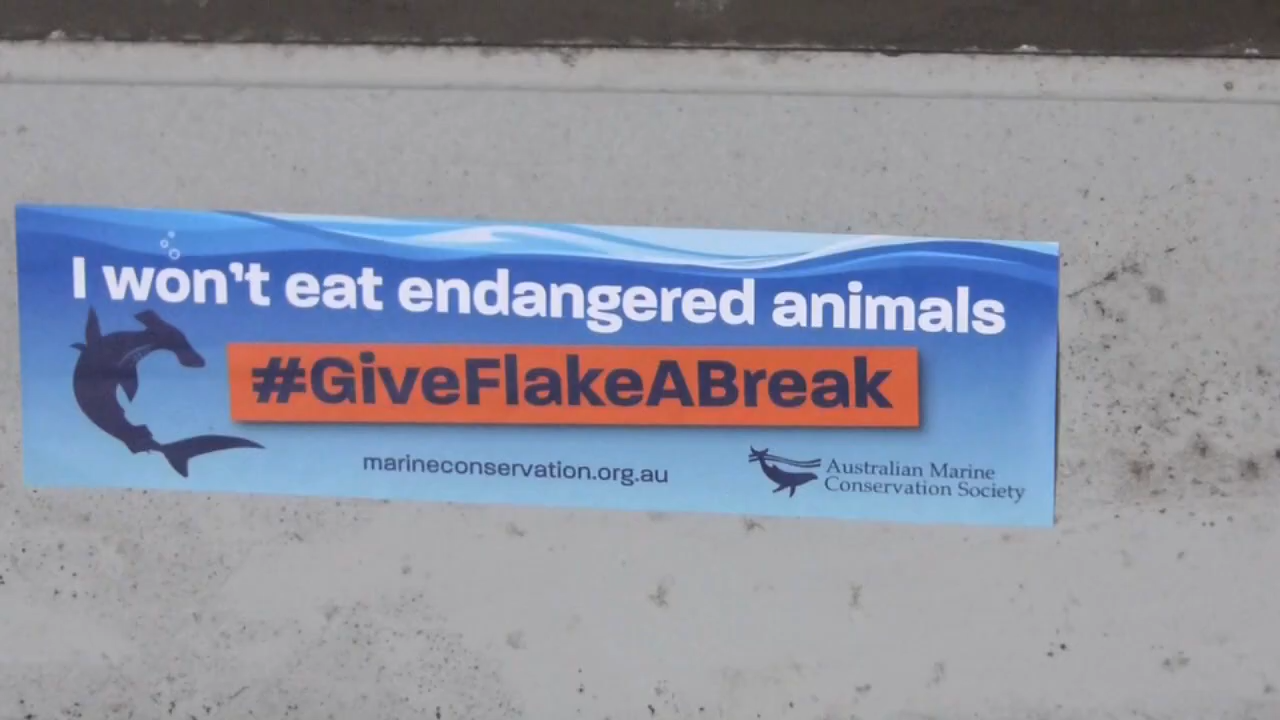 I won't eat endangered animals
#GiveFlakeABreak
marineconservation.org.au
Australian Marine
Conservation Society